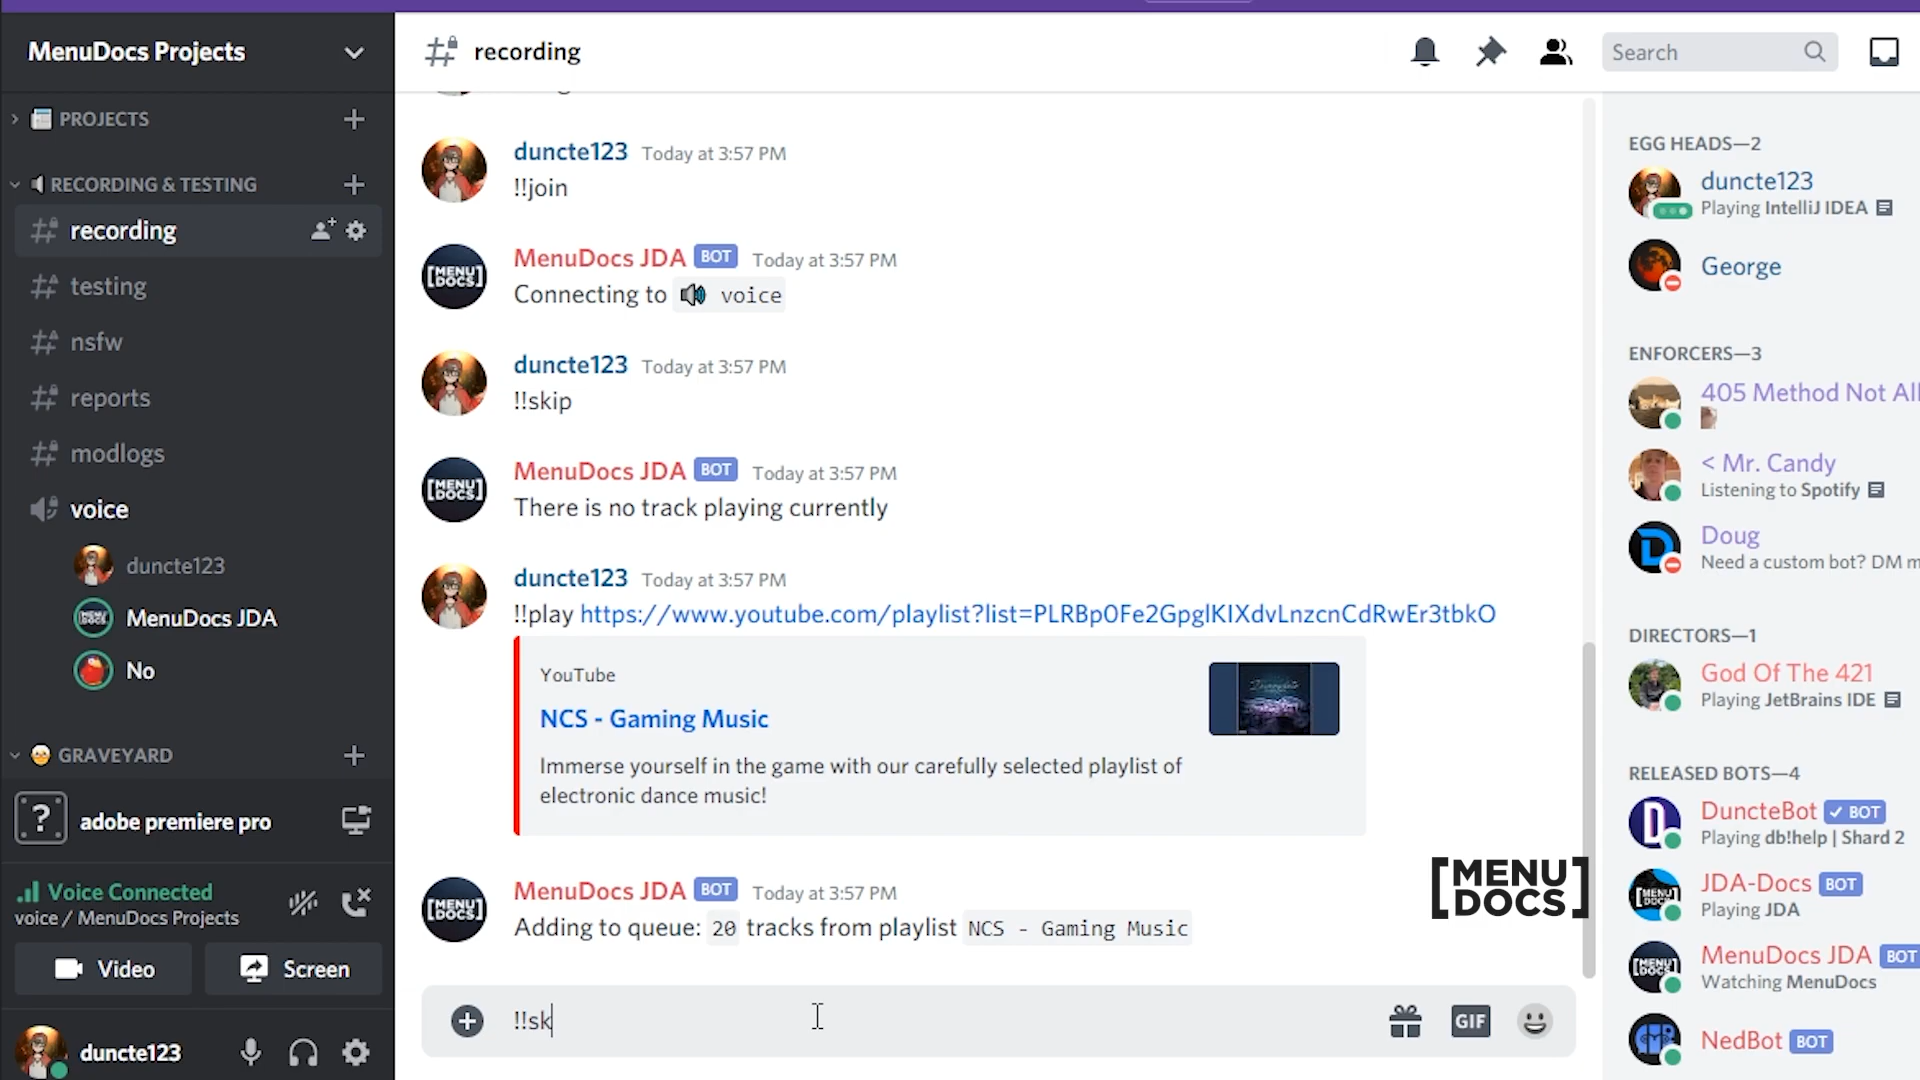 MenuDocs Projects
PROJECTS
RECORDING & TESTING
recording
testing
nsfw
reports
modlogs
voice
duncte123
MenuDocs JDA
No
GRAVEYARD
adobe premiere pro
Voice Connected
voice / MenuDocs Projects
Video
Screen
duncte123
recording
Search
duncte123 Today at 3:57 PM
!!join
MenuDocs JDA BOT Today at 3:57 PM
Connecting to 🔊 voice
duncte123 Today at 3:57 PM
!!skip
MenuDocs JDA BOT Today at 3:57 PM
There is no track playing currently
duncte123 Today at 3:57 PM
!!play https://www.youtube.com/playlist?list=PLRBp0Fe2GpglKIXdvLnzcnCdRwEr3tbkO
YouTube
NCS - Gaming Music
Immerse yourself in the game with our carefully selected playlist of
electronic dance music!
MenuDocs JDA BOT Today at 3:57 PM
Adding to queue: 20 tracks from playlist NCS - Gaming Music
!!sk
GIF
[MENU
DOCS]
EGG HEADS—2
duncte123
Playing IntelliJ IDEA
George
ENFORCERS—3
405 Method Not All
< Mr. Candy
Listening to Spotify
Doug
Need a custom bot? DM m
DIRECTORS—1
God Of The 421
Playing JetBrains IDE
RELEASED BOTS—4
DuncteBot ✓ BOT
Playing db!help | Shard 2
JDA-Docs BOT
Playing JDA
MenuDocs JDA BOT
Watching MenuDocs
NedBot BOT